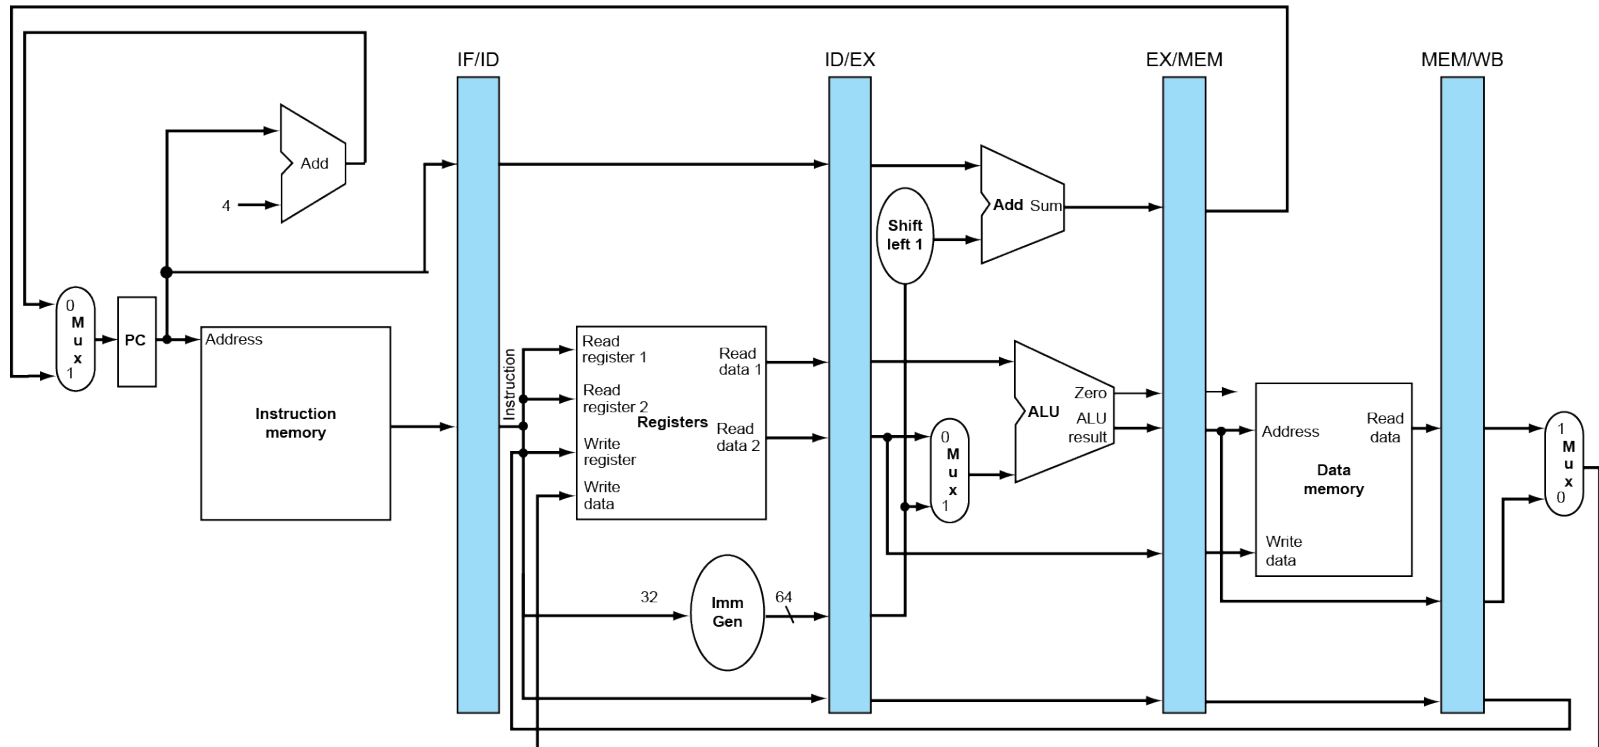 IF/ID
ID/EX
EX/MEM
MEM/WB
Add
4
Shift
left 1
Add Sum
0
M
u
x
1
PC
Address
Instruction
memory
Instruction
Read
register 1
Read
register 2
Write
register
Write
data
Registers
Read
data 1
Read
data 2
32
Imm
Gen
64
0
M
u
x
1
ALU
Zero
ALU
result
Address
Read
data
Data
memory
Write
data
1
M
u
x
0